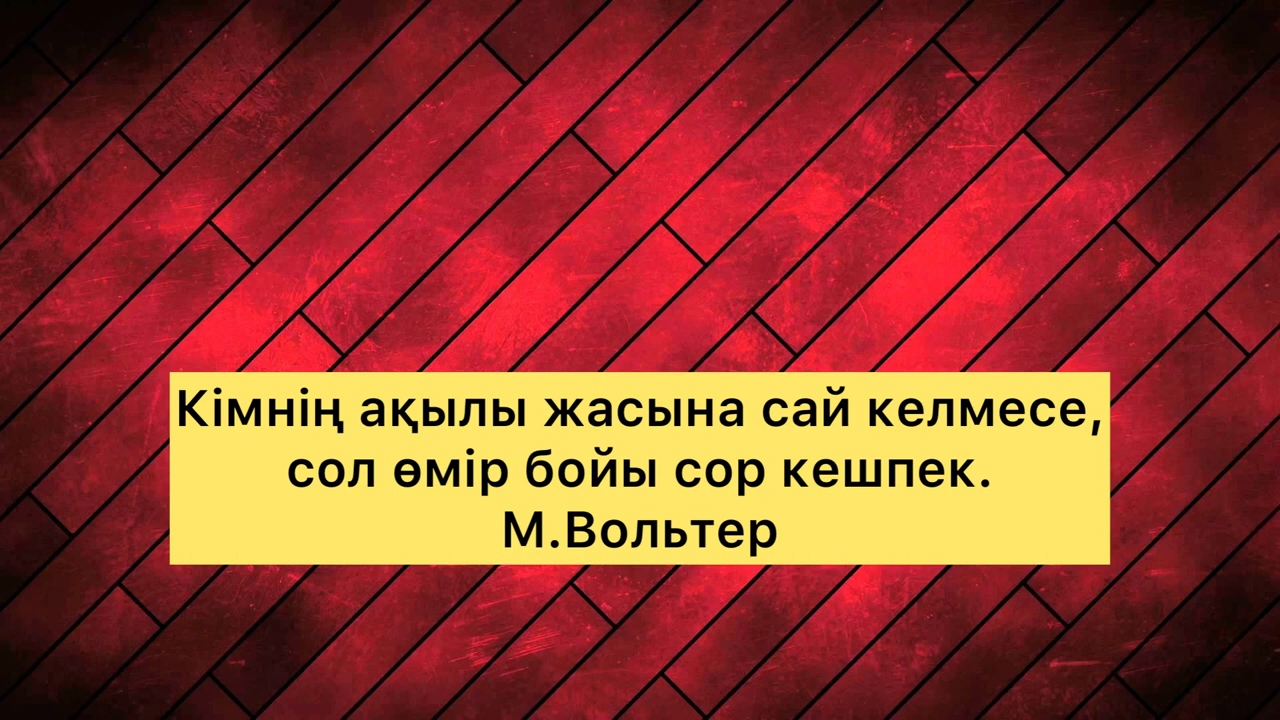 Кімнің ақылы жасына сай келмесе,
сол өмір бойы сор кешпек.
М.Вольтер